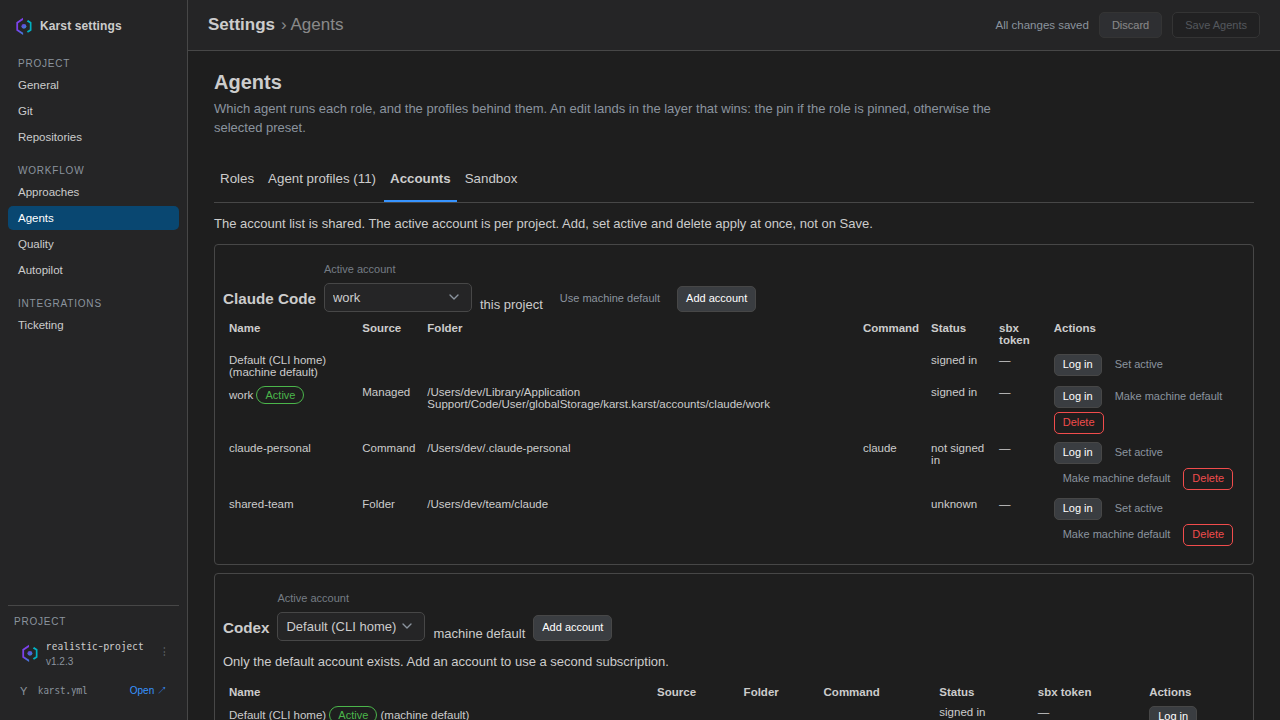 Karst settings
Settings › Agents
All changes saved
Discard
Save Agents
PROJECT
General
Git
Repositories
WORKFLOW
Approaches
Agents
Quality
Autopilot
INTEGRATIONS
Ticketing
PROJECT
realistic-project
v1.2.3
Y karst.yml
Open ↗
Agents
Which agent runs each role, and the profiles behind them. An edit lands in the layer that wins: the pin if the role is pinned, otherwise the
selected preset.
Roles Agent profiles (11) Accounts Sandbox
The account list is shared. The active account is per project. Add, set active and delete apply at once, not on Save.
Active account
Claude Code work this project Use machine default Add account
Name Source Folder Command Status sbx token Actions
Default (CLI home) (machine default) signed in — Log in Set active
work Active Managed /Users/dev/Library/Application
Support/Code/User/globalStorage/karst.karst/accounts/claude/work signed in — Log in Make machine default
Delete
claude-personal Command /Users/dev/.claude-personal claude not signed in — Log in Set active
Make machine default Delete
shared-team Folder /Users/dev/team/claude unknown Log in Set active
Make machine default Delete
Active account
Codex Default (CLI home) machine default Add account
Only the default account exists. Add an account to use a second subscription.
Name Source Folder Command Status sbx token Actions
Default (CLI home) Active (machine default) signed in — Log in